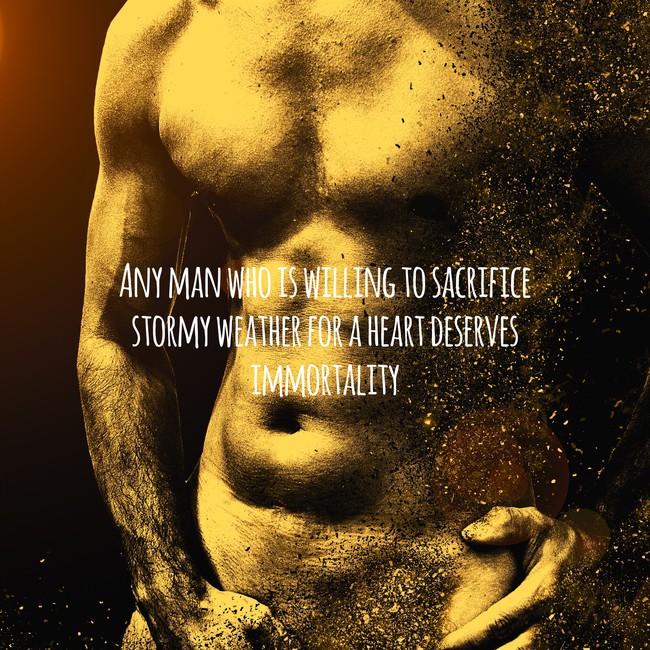 Any man who is willing to sacrifice
stormy weather for a heart deserves
immortality